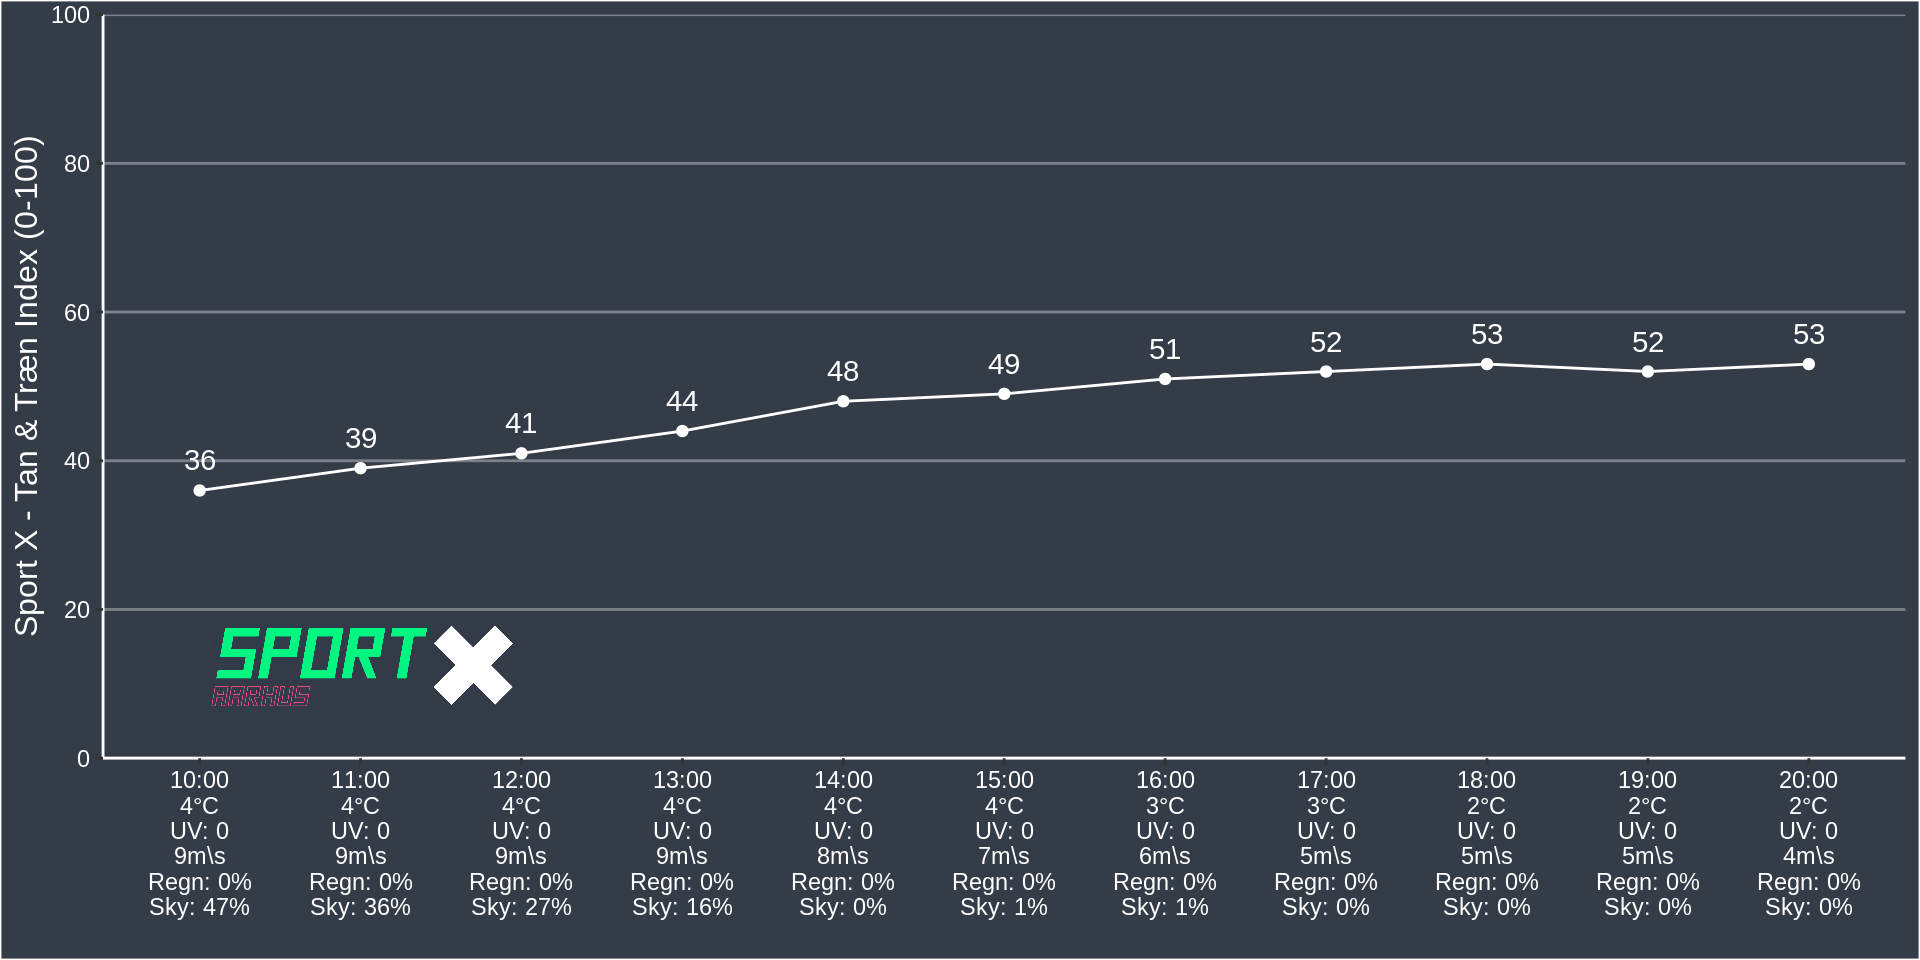 Sport X - Tan & Træn Index (0-100)
100
80
60
40
20
0
36
39
41
44
48
49
51
52
53
52
53
SPORT X
AARHUS
10:00 11:00 12:00 13:00 14:00 15:00 16:00 17:00 18:00 19:00 20:00
4°C 4°C 4°C 4°C 4°C 4°C 3°C 3°C 2°C 2°C 2°C
UV: 0 UV: 0 UV: 0 UV: 0 UV: 0 UV: 0 UV: 0 UV: 0 UV: 0 UV: 0 UV: 0
9m\s 9m\s 9m\s 9m\s 8m\s 7m\s 6m\s 5m\s 5m\s 5m\s 4m\s
Regn: 0% Regn: 0% Regn: 0% Regn: 0% Regn: 0% Regn: 0% Regn: 0% Regn: 0% Regn: 0% Regn: 0% Regn: 0%
Sky: 47% Sky: 36% Sky: 27% Sky: 16% Sky: 0% Sky: 1% Sky: 1% Sky: 0% Sky: 0% Sky: 0% Sky: 0%